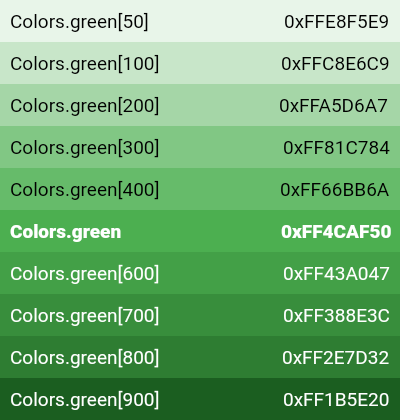 Colors.green[50] 0xFFE8F5E9
Colors.green[100] 0xFFC8E6C9
Colors.green[200] 0xFFA5D6A7
Colors.green[300] 0xFF81C784
Colors.green[400] 0xFF66BB6A
Colors.green 0xFF4CAF50
Colors.green[600] 0xFF43A047
Colors.green[700] 0xFF388E3C
Colors.green[800] 0xFF2E7D32
Colors.green[900] 0xFF1B5E20